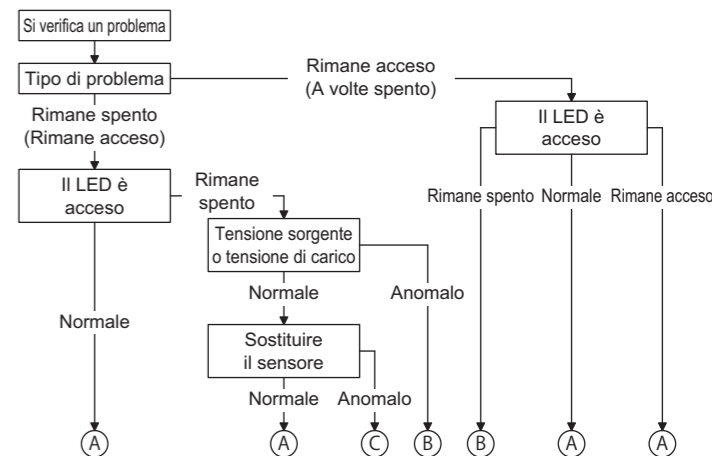 Si verifica un problema
Tipo di problema
Rimane acceso
(A volte spento)
Rimane spento
(Rimane acceso)
Il LED è
acceso
Il LED è
acceso
Rimane
spento
Rimane spento
Normale
Rimane acceso
Tensione sorgente
o tensione di carico
Normale
Anomalo
Normale
Sostituire
il sensore
Normale
Anomalo
A
A
C
B
B
A
A